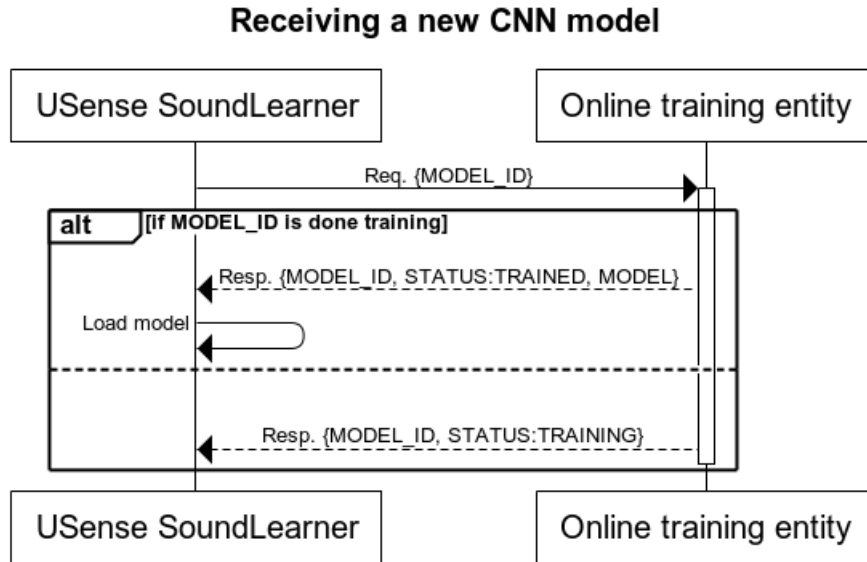 Receiving a new CNN model
USense SoundLearner
Online training entity
Req. {MODEL_ID}
alt
[if MODEL_ID is done training]
Resp. {MODEL_ID, STATUS:TRAINED, MODEL}
Load model
Resp. {MODEL_ID, STATUS:TRAINING}
USense SoundLearner
Online training entity